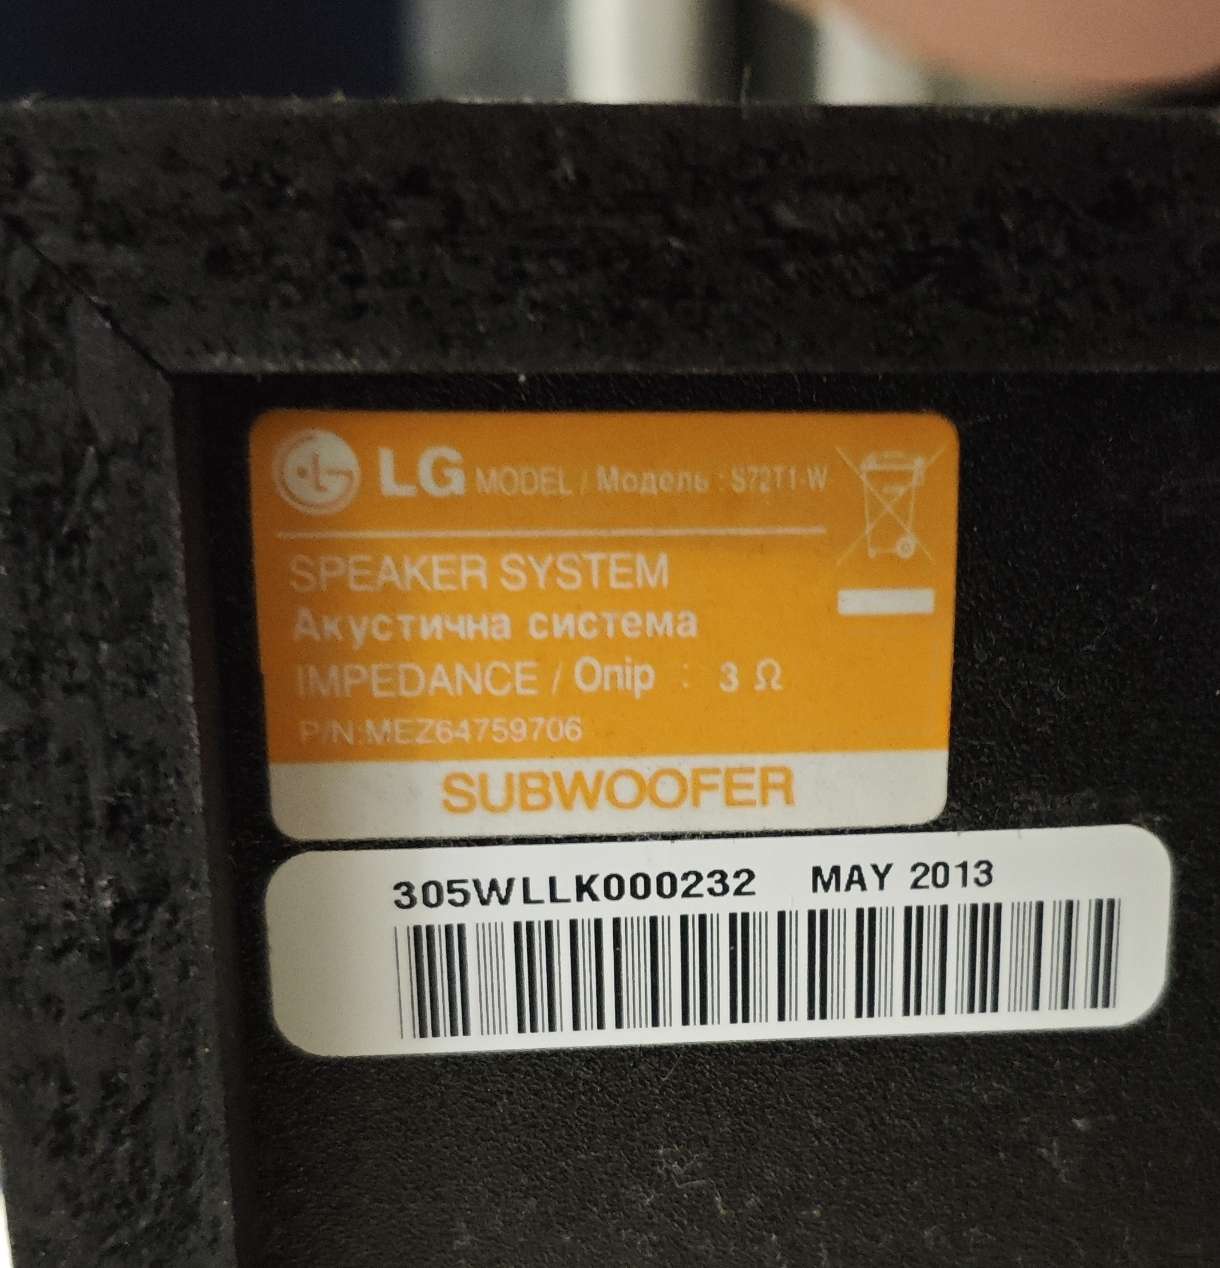 LG MODEL / Модель : S72T1-W
SPEAKER SYSTEM
Акустична система
IMPEDANCE / Опір : 3 Ω
P/N:MEZ64759706
SUBWOOFER
305WLLK000232 MAY 2013